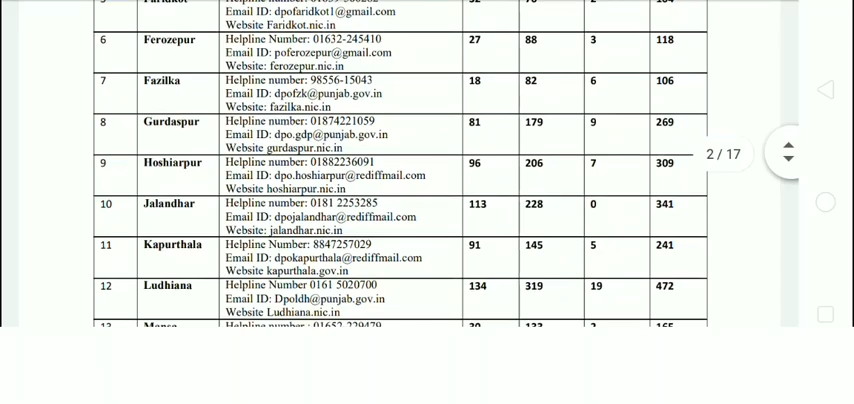 Email ID: dpofaridkot1@gmail.com
Website Faridkot.nic.in
6 Ferozepur Helpline Number: 01632-245410 27 88 3 118
Email ID: poferozepur@gmail.com
Website: ferozepur.nic.in
7 Fazilka Helpline number: 98556-15043 18 82 6 106
Email ID: dpofzk@punjab.gov.in
Website: fazilka.nic.in
8 Gurdaspur Helpline number: 01874221059 81 179 9 269
Email ID: dpo.gdp@punjab.gov.in
Website gurdaspur.nic.in
9 Hoshiarpur Helpline number: 01882236091 96 206 7 309
Email ID: dpo.hoshiarpur@rediffmail.com
Website hoshiarpur.nic.in
2 / 17
10 Jalandhar Helpline number: 0181 2253285 113 228 0 341
Email ID: dpojalandhar@rediffmail.com
Website: jalandhar.nic.in
11 Kapurthala Helpline Number: 8847257029 91 145 5 241
Email ID: dpokapurthala@rediffmail.com
Website kapurthala.gov.in
12 Ludhiana Helpline Number 0161 5020700 134 319 19 472
Email ID: Dpoldh@punjab.gov.in
Website Ludhiana.nic.in